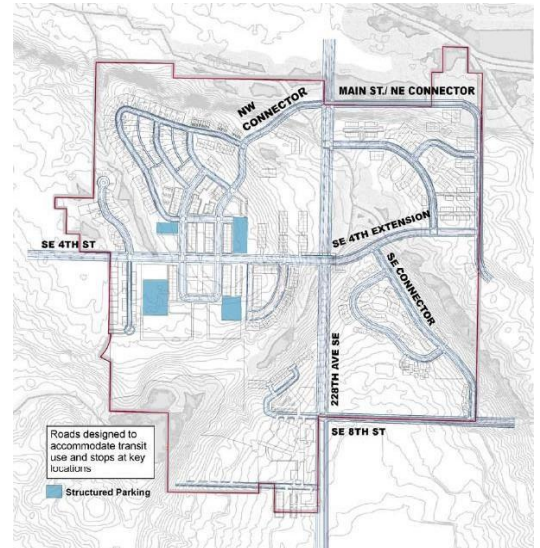 MAIN ST./ NE CONNECTOR
NW
CONNECTOR
SE 4TH EXTENSION
SE 4TH ST
SE CONNECTOR
228TH AVE SE
SE 8TH ST
Roads designed to
accommodate transit
use and stops at key
locations
Structured Parking